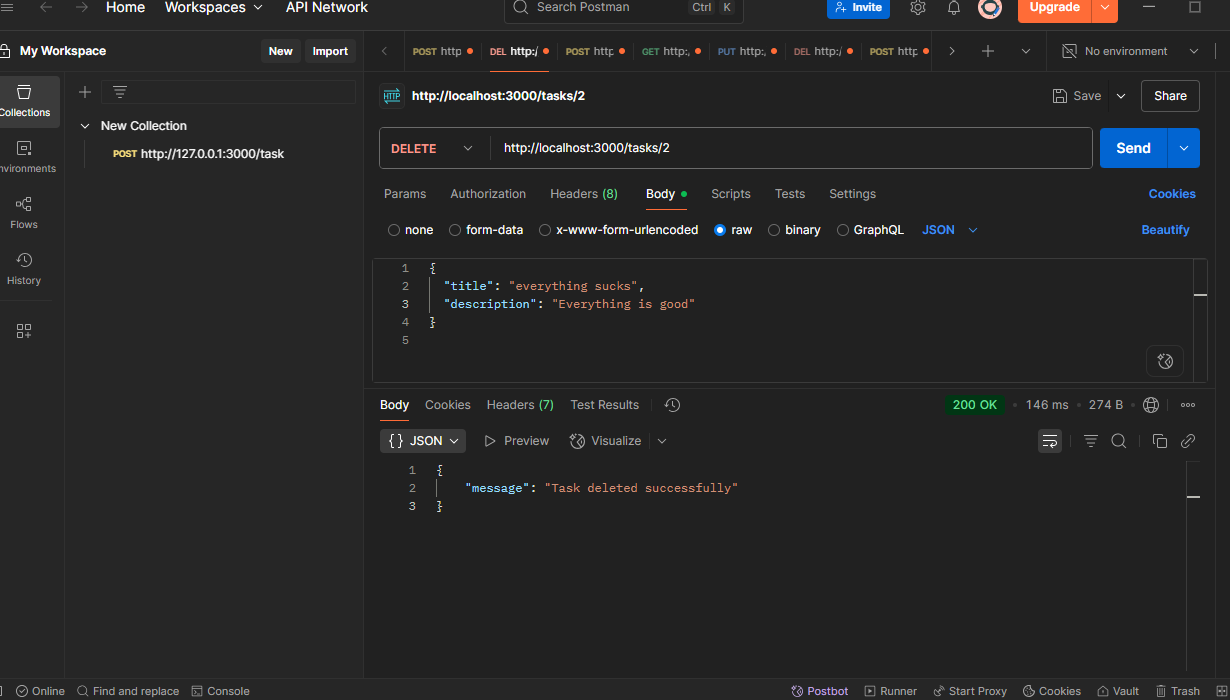 Home Workspaces API Network Search Postman Ctrl K Invite Upgrade
My Workspace New Import
POST http DEL http:/ POST http GET http:, PUT http:, DEL http:/ POST http No environment
Collections
Environments
Flows
History
New Collection
POST http://127.0.0.1:3000/task
HTTP http://localhost:3000/tasks/2 Save Share
DELETE http://localhost:3000/tasks/2 Send
Params Authorization Headers (8) Body Scripts Tests Settings Cookies
none form-data x-www-form-urlencoded raw binary GraphQL JSON Beautify
1 {
2 "title": "everything sucks",
3 "description": "Everything is good"
4 }
5
Body Cookies Headers (7) Test Results 200 OK 146 ms 274 B
{} JSON Preview Visualize
1 {
2 "message": "Task deleted successfully"
3 }
Online Find and replace Console Postbot Runner Start Proxy Cookies Vault Trash